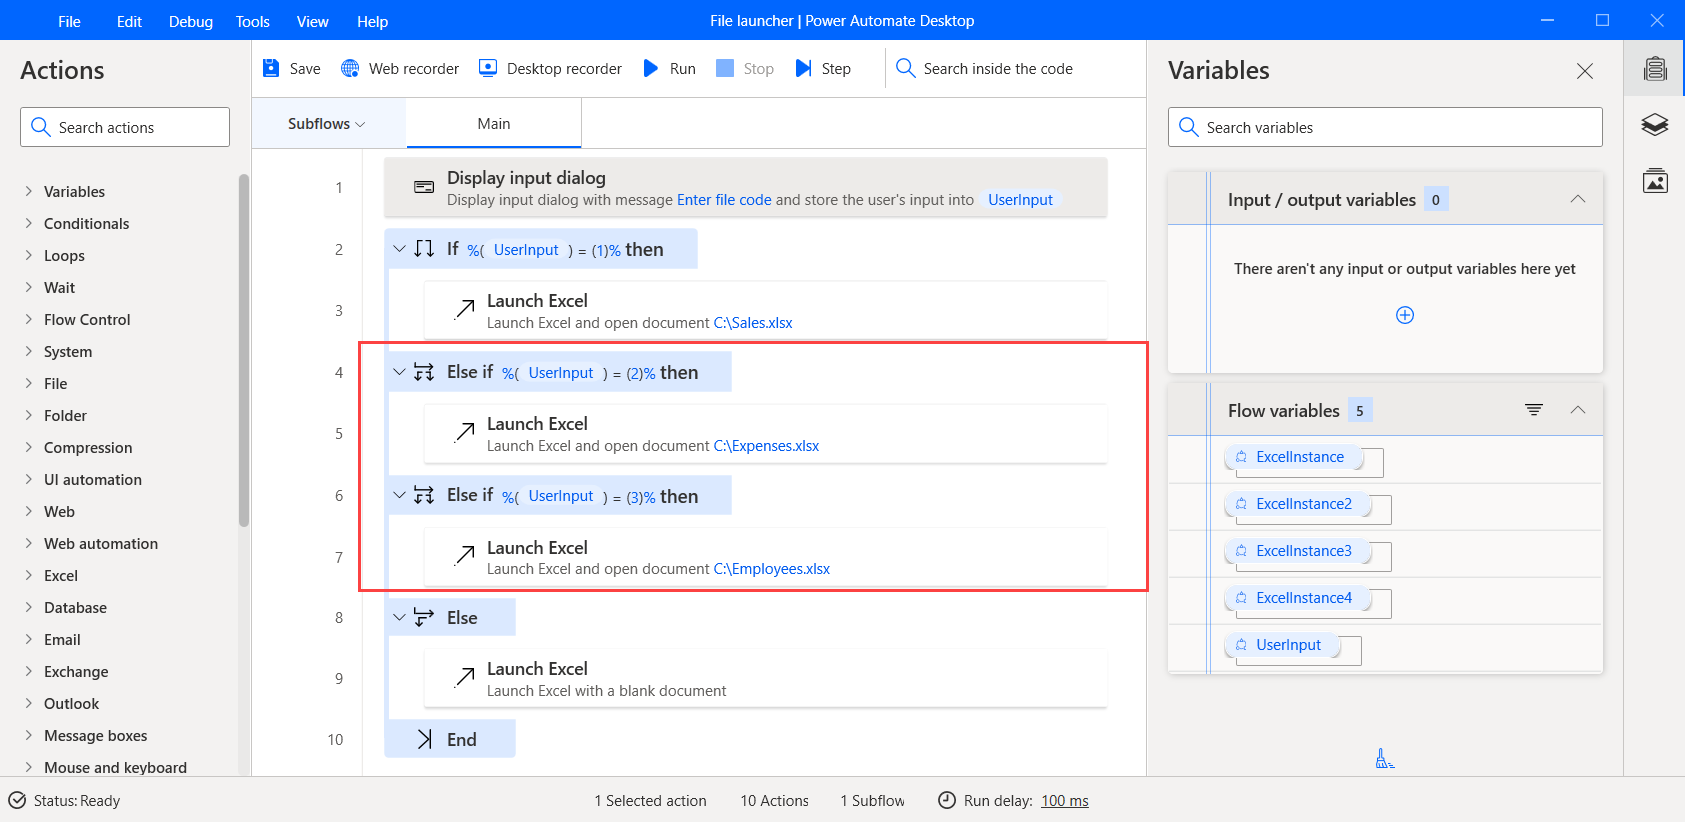 File Edit Debug Tools View Help File launcher | Power Automate Desktop
Actions
Search actions
Variables
Conditionals
Loops
Wait
Flow Control
System
File
Folder
Compression
UI automation
Web
Web automation
Excel
Database
Email
Exchange
Outlook
Message boxes
Mouse and keyboard
Save Web recorder Desktop recorder Run Stop Step Search inside the code
Subflows Main
1 Display input dialog
Display input dialog with message Enter file code and store the user's input into UserInput
2 If %( UserInput ) = (1)% then
3 Launch Excel
Launch Excel and open document C:\Sales.xlsx
4 Else if %( UserInput ) = (2)% then
5 Launch Excel
Launch Excel and open document C:\Expenses.xlsx
6 Else if %( UserInput ) = (3)% then
7 Launch Excel
Launch Excel and open document C:\Employees.xlsx
8 Else
9 Launch Excel
Launch Excel with a blank document
10 End
Variables
Search variables
Input / output variables 0
There aren't any input or output variables here yet
Flow variables 5
ExcelInstance
ExcelInstance2
ExcelInstance3
ExcelInstance4
UserInput
Status: Ready 1 Selected action 10 Actions 1 Subflow Run delay: 100 ms